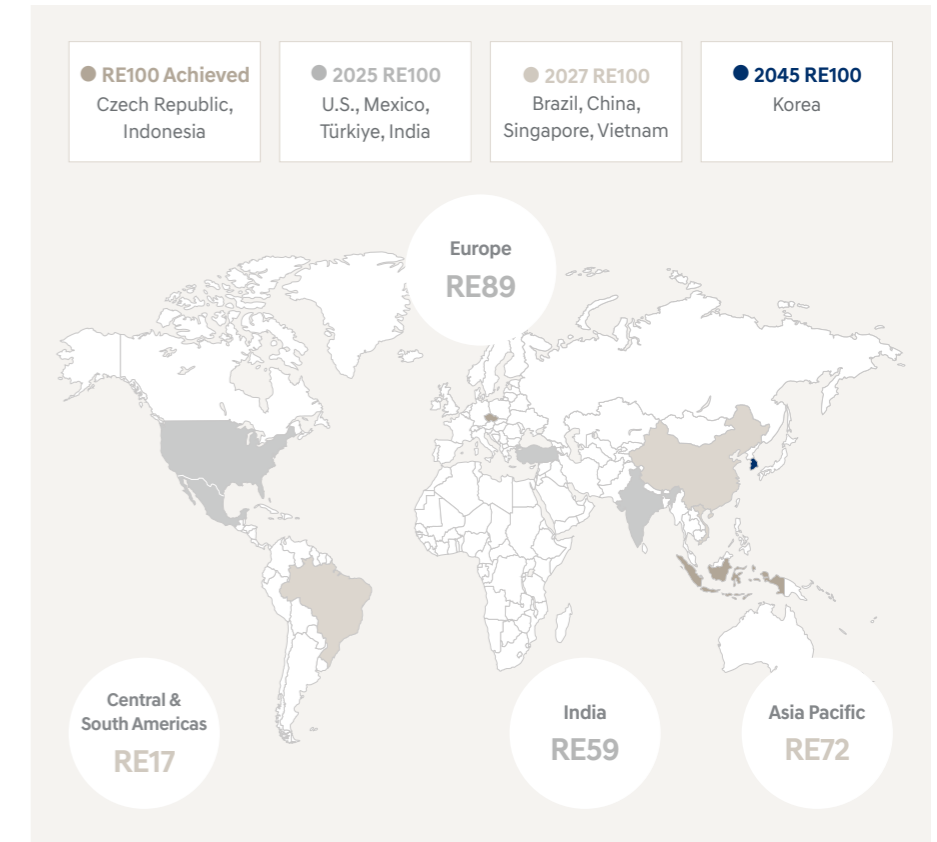 RE100 Achieved
Czech Republic,
Indonesia
2025 RE100
U.S., Mexico,
Türkiye, India
2027 RE100
Brazil, China,
Singapore, Vietnam
2045 RE100
Korea
Europe
RE89
Central &
South Americas
RE17
India
RE59
Asia Pacific
RE72